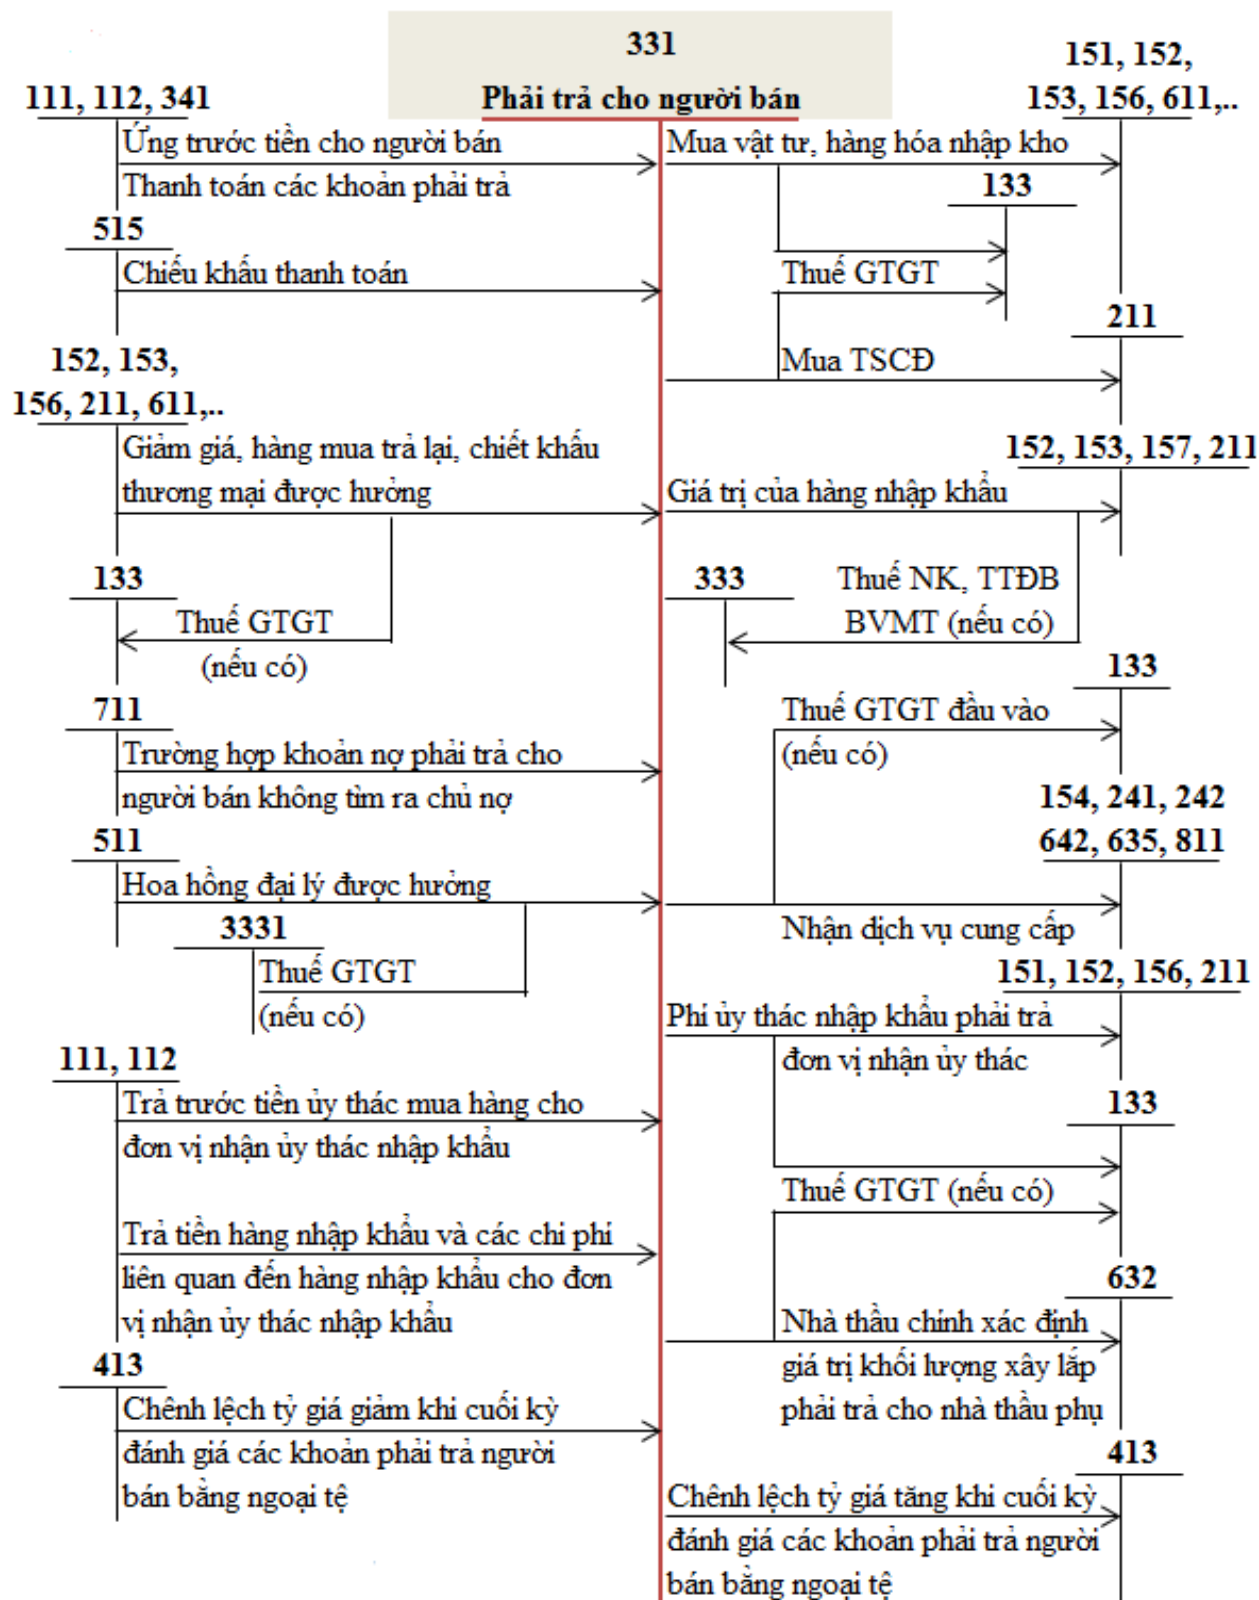 331
Phải trả cho người bán
111, 112, 341
Ứng trước tiền cho người bán
Thanh toán các khoản phải trả
515
Chiếu khấu thanh toán
152, 153,
156, 211, 611,..
Giảm giá, hàng mua trả lại, chiết khấu
thương mại được hưởng
133
Thuế GTGT
(nếu có)
711
Trường hợp khoản nợ phải trả cho
người bán không tìm ra chủ nợ
511
Hoa hồng đại lý được hưởng
3331
Thuế GTGT
(nếu có)
111, 112
Trả trước tiền ủy thác mua hàng cho
đơn vị nhận ủy thác nhập khẩu
Trả tiền hàng nhập khẩu và các chi phí
liên quan đến hàng nhập khẩu cho đơn
vị nhận ủy thác nhập khẩu
413
Chênh lệch tỷ giá giảm khi cuối kỳ
đánh giá các khoản phải trả người
bán bằng ngoại tệ
151, 152,
153, 156, 611,..
Mua vật tư, hàng hóa nhập kho
133
Thuế GTGT
211
Mua TSCĐ
152, 153, 157, 211
Giá trị của hàng nhập khẩu
333
Thuế NK, TTĐB
BVMT (nếu có)
133
Thuế GTGT đầu vào
(nếu có)
154, 241, 242
642, 635, 811
Nhận dịch vụ cung cấp
151, 152, 156, 211
Phí ủy thác nhập khẩu phải trả
đơn vị nhận ủy thác
133
Thuế GTGT (nếu có)
632
Nhà thầu chính xác định
giá trị khối lượng xây lắp
phải trả cho nhà thầu phụ
413
Chênh lệch tỷ giá tăng khi cuối kỳ
đánh giá các khoản phải trả người
bán bằng ngoại tệ